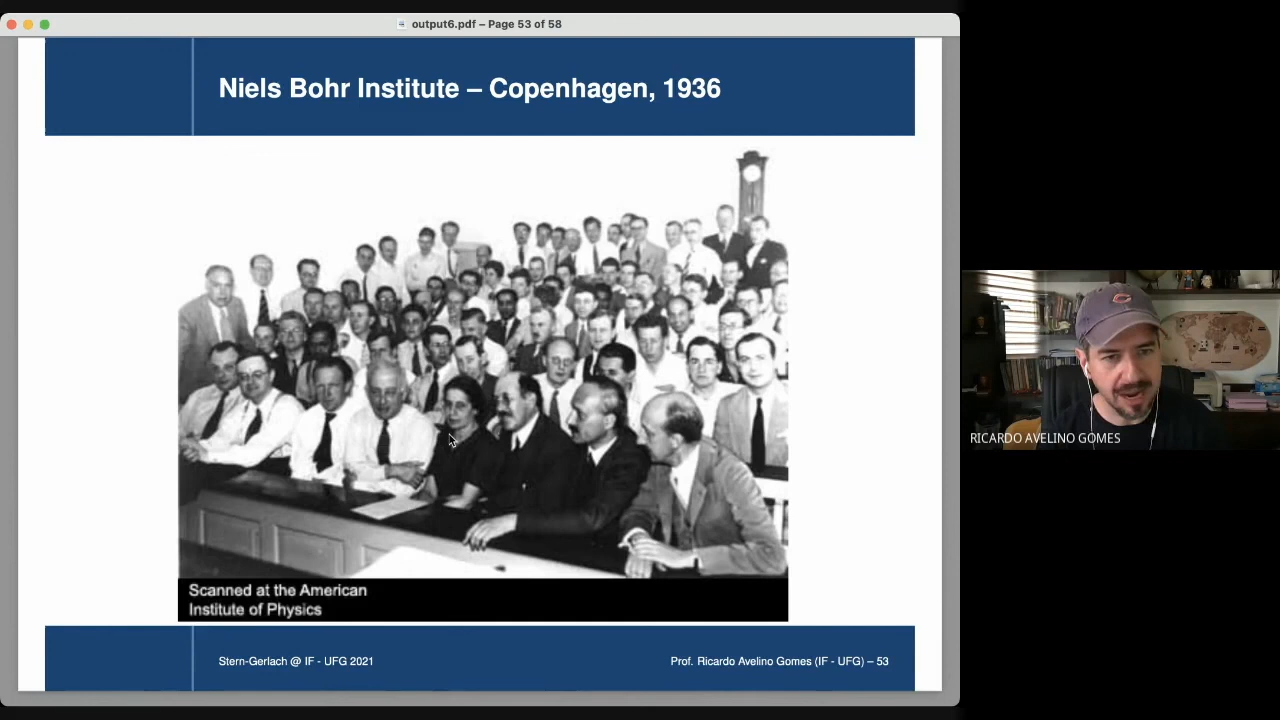 output6.pdf – Page 53 of 58
Niels Bohr Institute – Copenhagen, 1936
Scanned at the American
Institute of Physics
Stern-Gerlach @ IF - UFG 2021
Prof. Ricardo Avelino Gomes (IF - UFG) – 53
RICARDO AVELINO GOMES